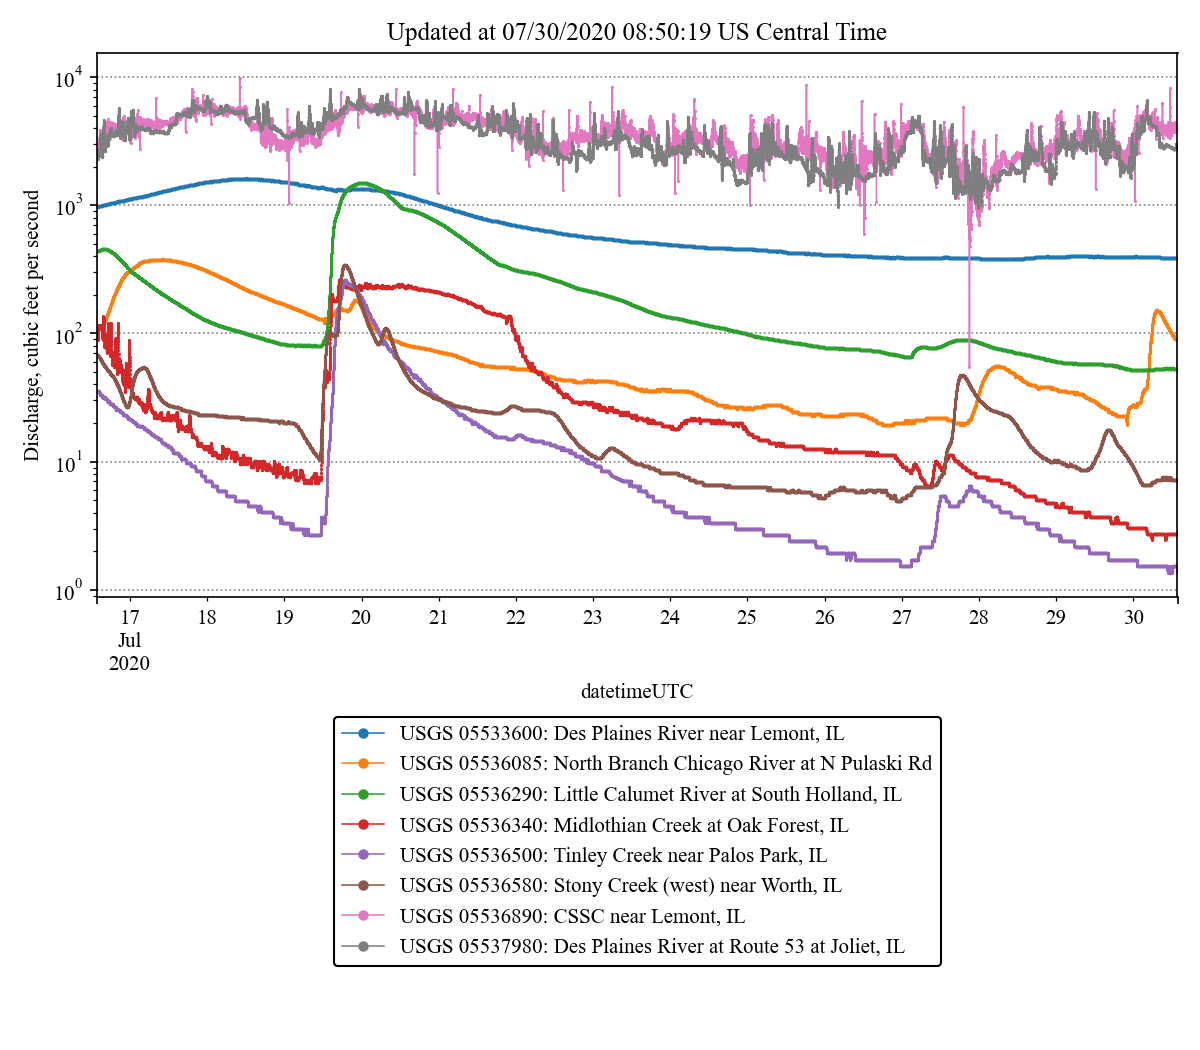 Updated at 07/30/2020 08:50:19 US Central Time
Discharge, cubic feet per second
10^4
10^3
10^2
10^1
10^0
17 18 19 20 21 22 23 24 25 26 27 28 29 30
Jul
2020
datetimeUTC
USGS 05533600: Des Plaines River near Lemont, IL
USGS 05536085: North Branch Chicago River at N Pulaski Rd
USGS 05536290: Little Calumet River at South Holland, IL
USGS 05536340: Midlothian Creek at Oak Forest, IL
USGS 05536500: Tinley Creek near Palos Park, IL
USGS 05536580: Stony Creek (west) near Worth, IL
USGS 05536890: CSSC near Lemont, IL
USGS 05537980: Des Plaines River at Route 53 at Joliet, IL